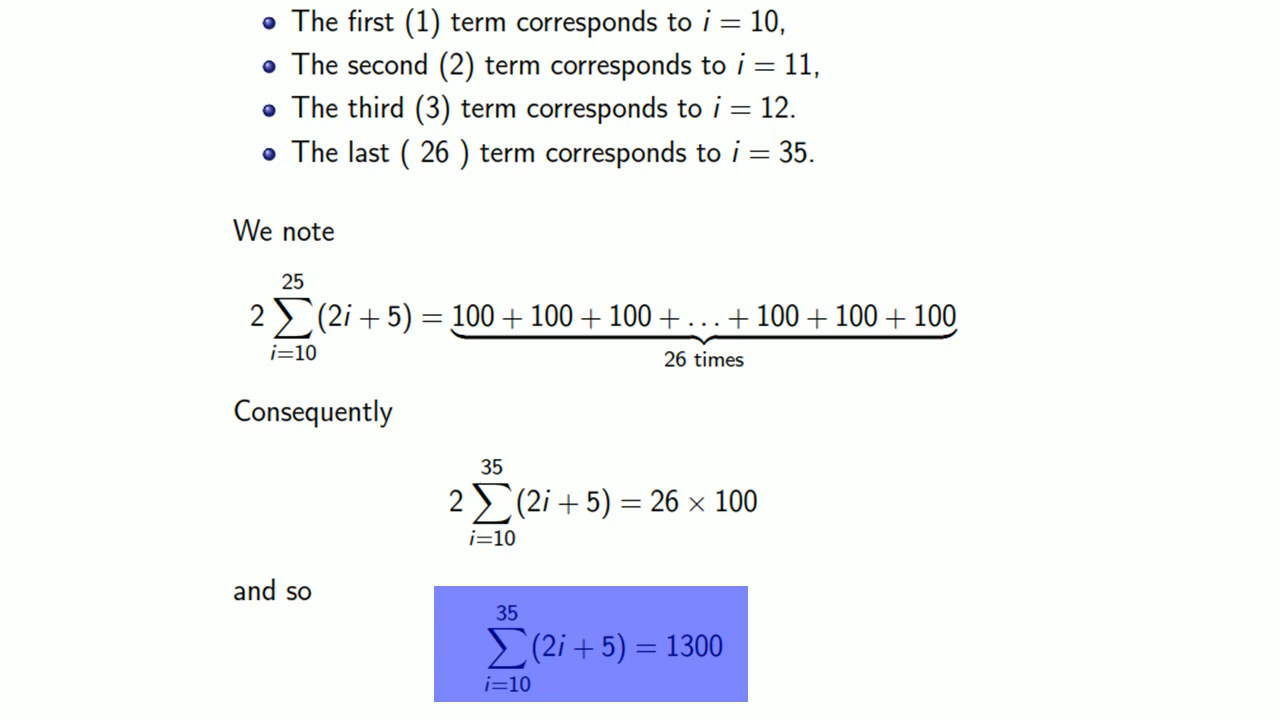 The first (1) term corresponds to i = 10,
The second (2) term corresponds to i = 11,
The third (3) term corresponds to i = 12.
The last ( 26 ) term corresponds to i = 35.
We note
25
2 ∑ (2i + 5) = 100 + 100 + 100 + … + 100 + 100 + 100
i=10
26 times
Consequently
35
2 ∑ (2i + 5) = 26 × 100
i=10
and so
35
∑ (2i + 5) = 1300
i=10